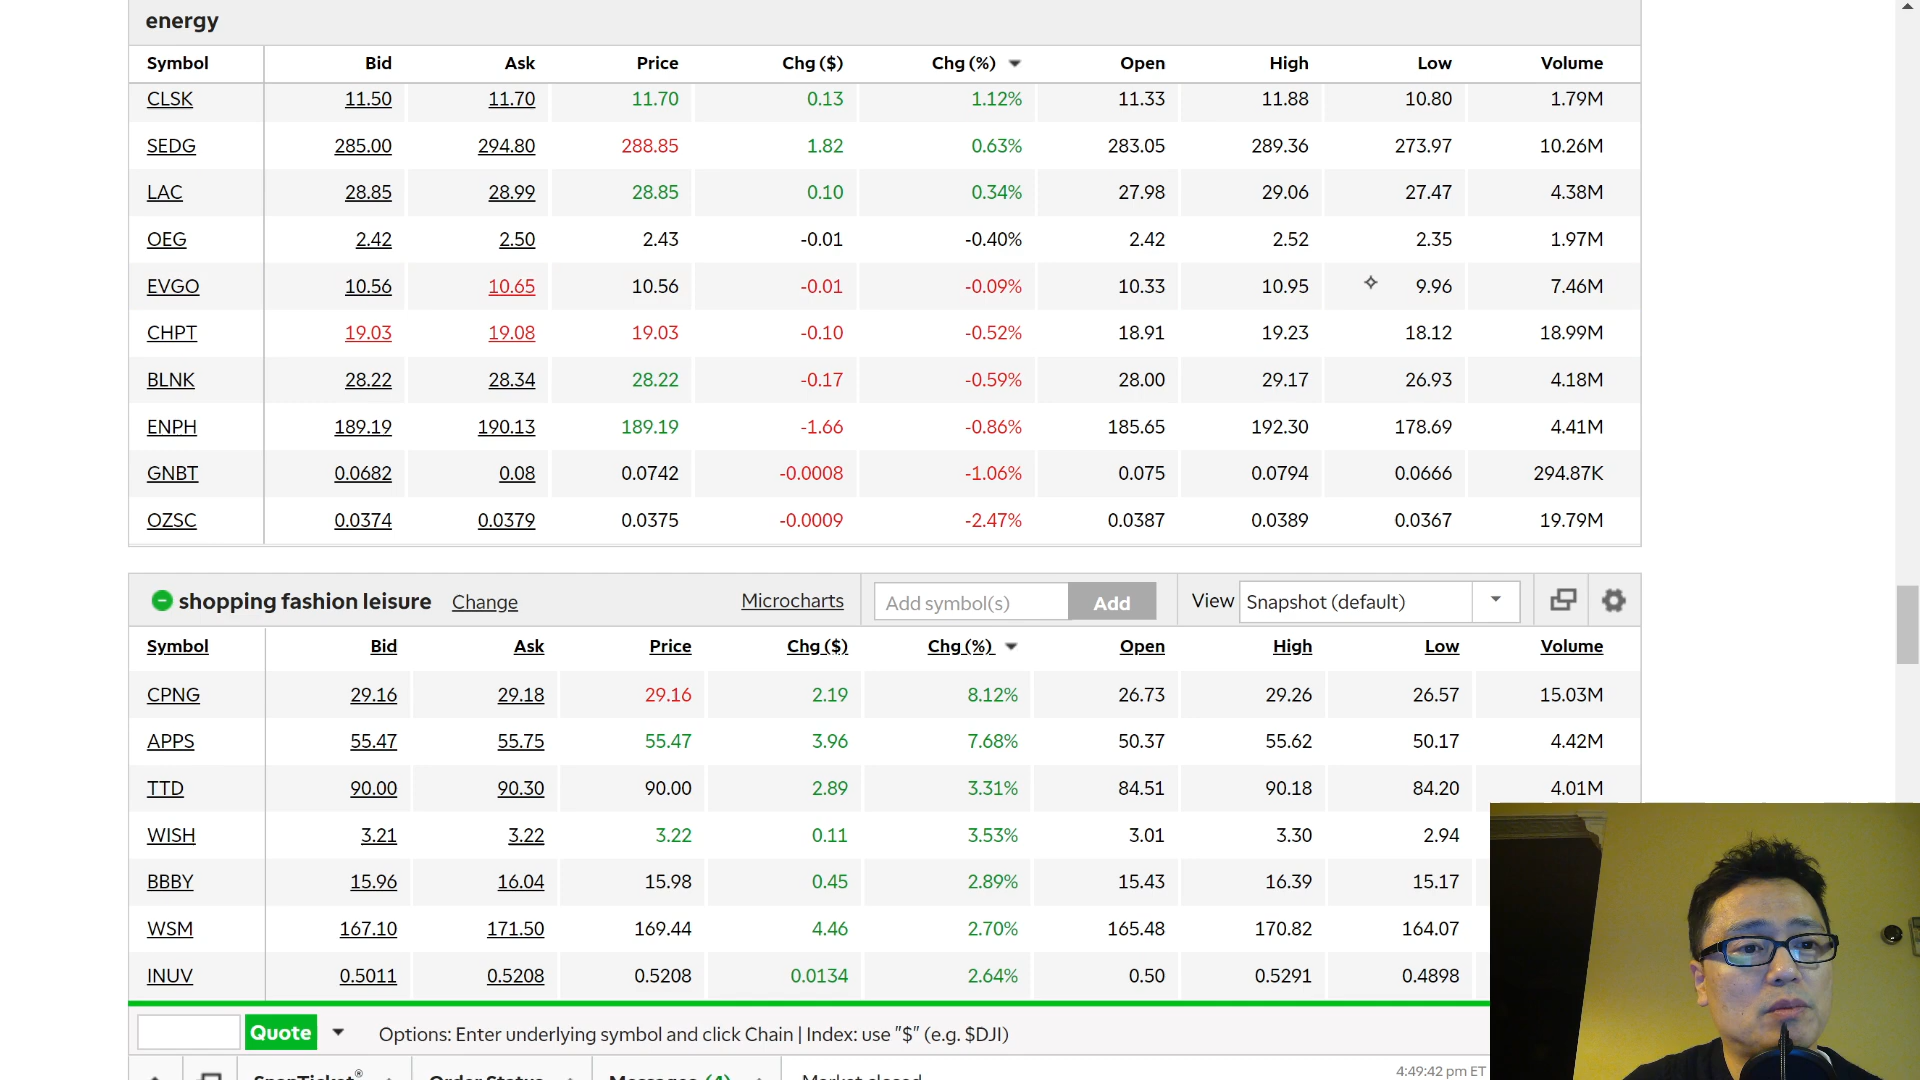 energy
Symbol Bid Ask Price Chg ($) Chg (%) Open High Low Volume
CLSK 11.50 11.70 11.70 0.13 1.12% 11.33 11.88 10.80 1.79M
SEDG 285.00 294.80 288.85 1.82 0.63% 283.05 289.36 273.97 10.26M
LAC 28.85 28.99 28.85 0.10 0.34% 27.98 29.06 27.47 4.38M
OEG 2.42 2.50 2.43 -0.01 -0.40% 2.42 2.52 2.35 1.97M
EVGO 10.56 10.65 10.56 -0.01 -0.09% 10.33 10.95 9.96 7.46M
CHPT 19.03 19.08 19.03 -0.10 -0.52% 18.91 19.23 18.12 18.99M
BLNK 28.22 28.34 28.22 -0.17 -0.59% 28.00 29.17 26.93 4.18M
ENPH 189.19 190.13 189.19 -1.66 -0.86% 185.65 192.30 178.69 4.41M
GNBT 0.0682 0.08 0.0742 -0.0008 -1.06% 0.075 0.0794 0.0666 294.87K
OZSC 0.0374 0.0379 0.0375 -0.0009 -2.47% 0.0387 0.0389 0.0367 19.79M
shopping fashion leisure Change Microcharts Add symbol(s) Add View Snapshot (default)
Symbol Bid Ask Price Chg ($) Chg (%) Open High Low Volume
CPNG 29.16 29.18 29.16 2.19 8.12% 26.73 29.26 26.57 15.03M
APPS 55.47 55.75 55.47 3.96 7.68% 50.37 55.62 50.17 4.42M
TTD 90.00 90.30 90.00 2.89 3.31% 84.51 90.18 84.20 4.01M
WISH 3.21 3.22 3.22 0.11 3.53% 3.01 3.30 2.94
BBBY 15.96 16.04 15.98 0.45 2.89% 15.43 16.39 15.17
WSM 167.10 171.50 169.44 4.46 2.70% 165.48 170.82 164.07
INUV 0.5011 0.5208 0.5208 0.0134 2.64% 0.50 0.5291 0.4898
Quote Options: Enter underlying symbol and click Chain | Index: use "$" (e.g. $DJI)
SnapTicket® Order Status Messages (4) Market closed 4:49:42 pm ET